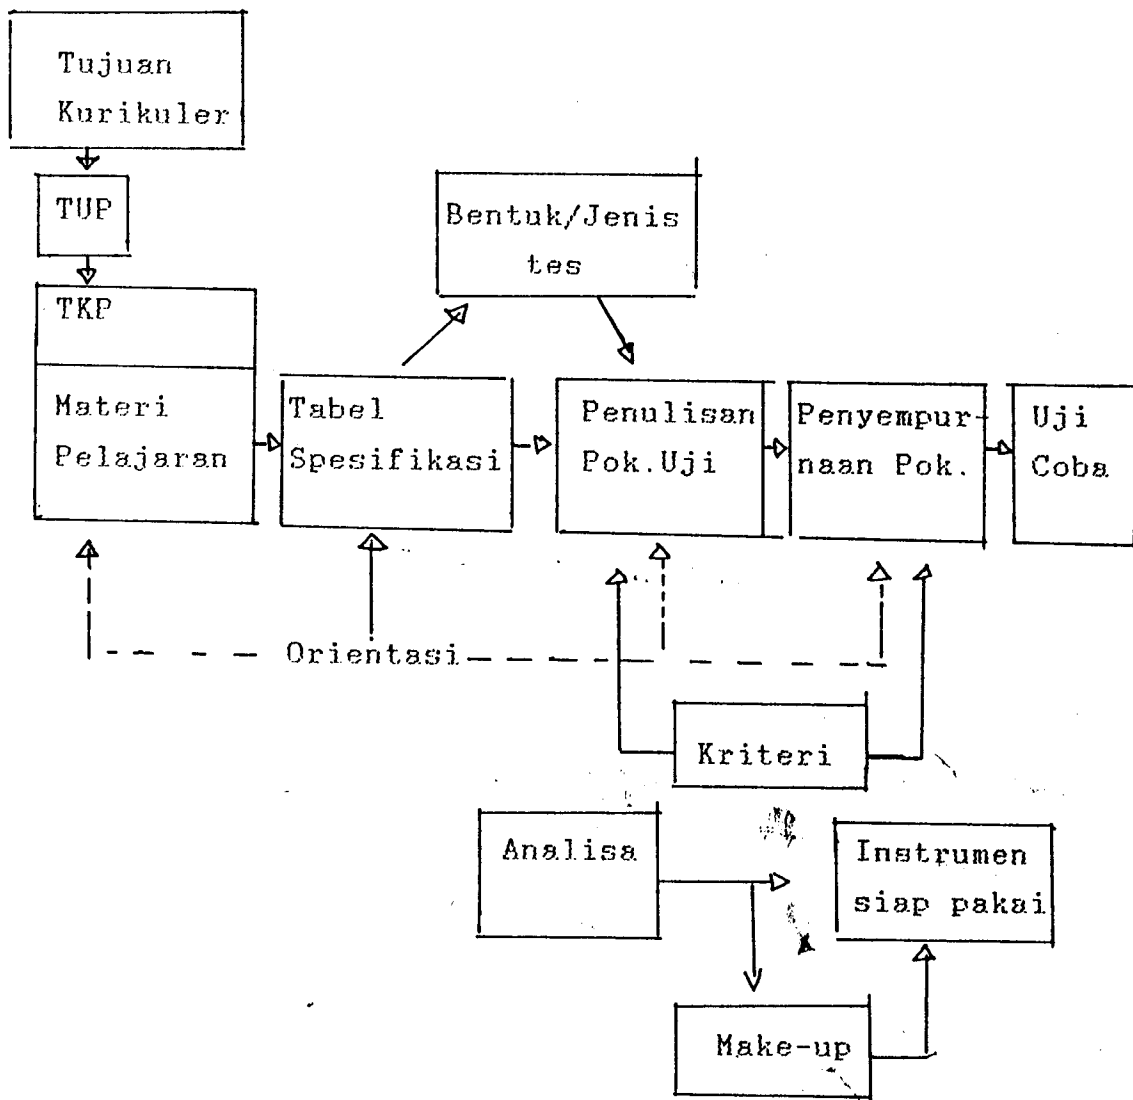 Tujuan
Kurikuler
TUP
Bentuk/Jenis
tes
TKP
Materi
Pelajaran
Tabel
Spesifikasi
Penulisan
Pok.Uji
Penyempur-
naan Pok.
Uji
Coba
Orientasi
Kriteri
Analisa
Instrumen
siap pakai
Make-up